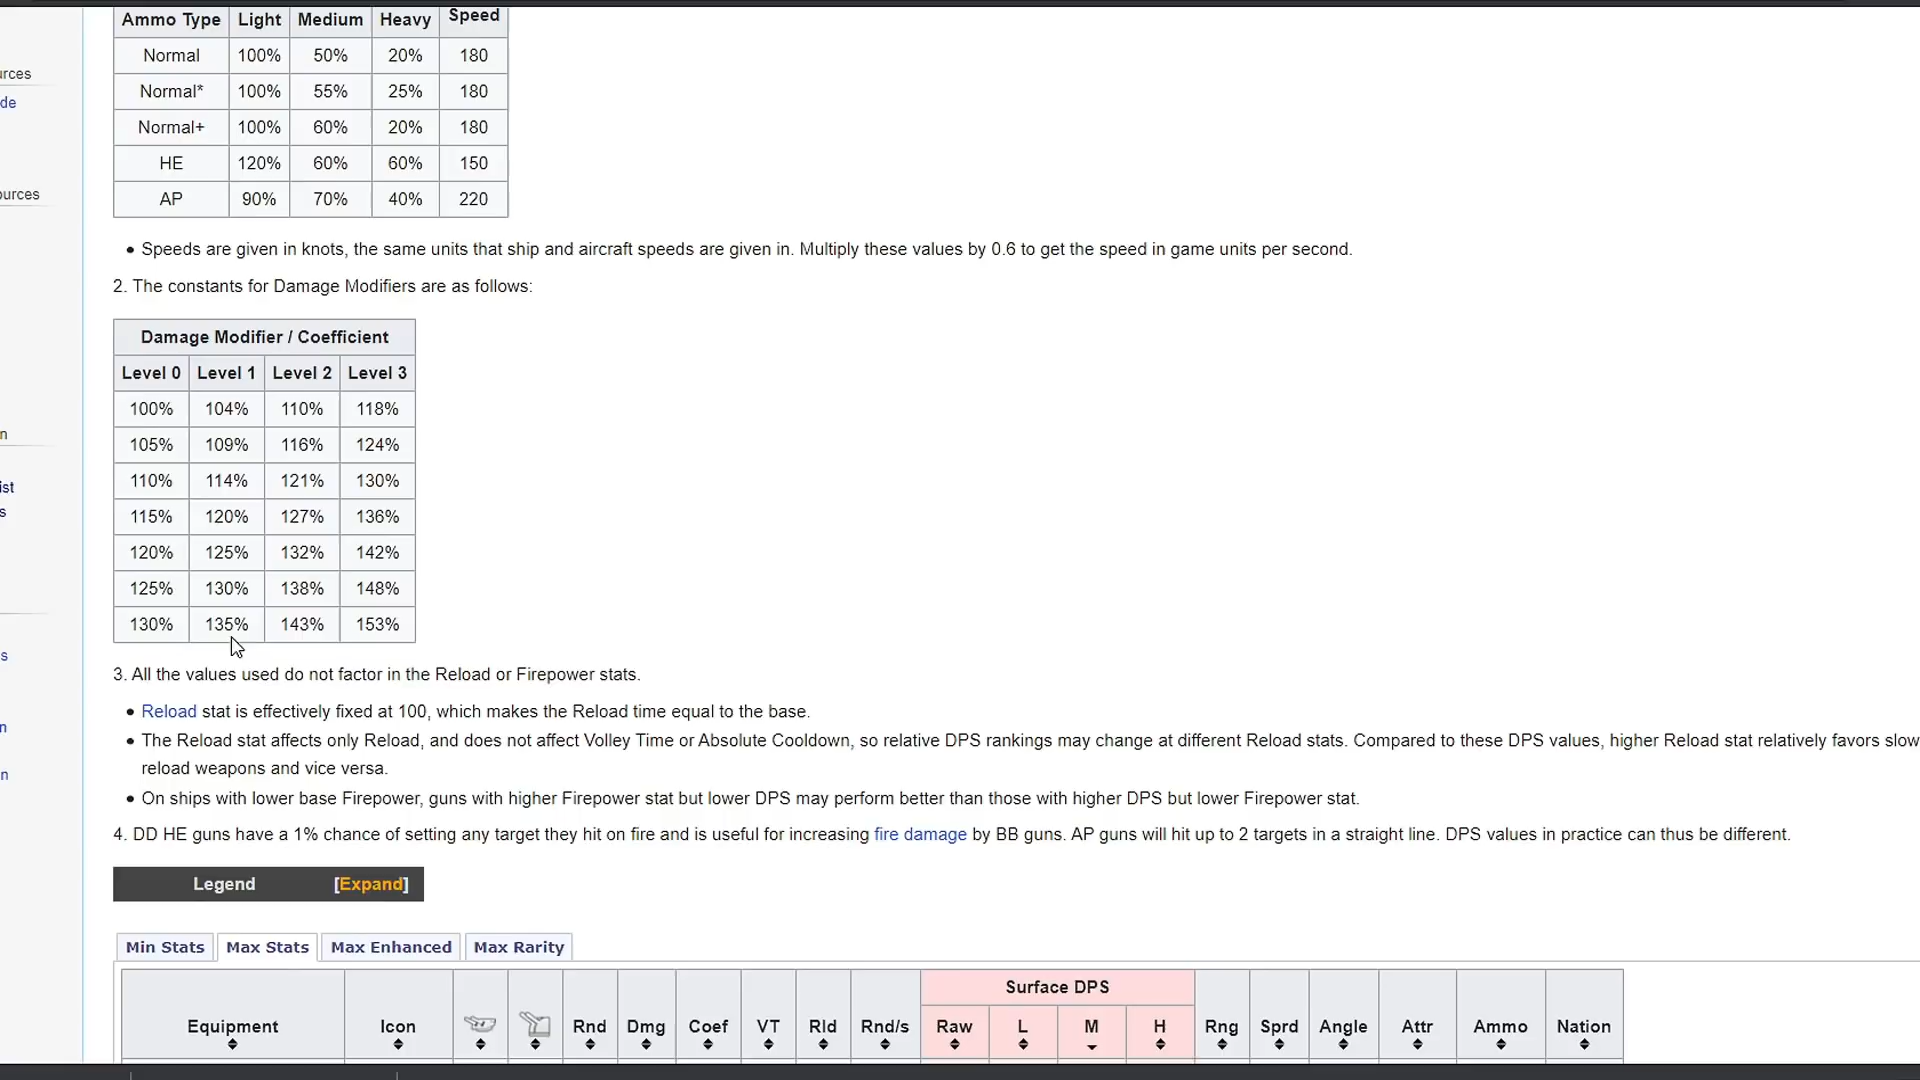 Ammo Type Light Medium Heavy Speed
Normal 100% 50% 20% 180
Normal* 100% 55% 25% 180
Normal+ 100% 60% 20% 180
HE 120% 60% 60% 150
AP 90% 70% 40% 220
• Speeds are given in knots, the same units that ship and aircraft speeds are given in. Multiply these values by 0.6 to get the speed in game units per second.
2. The constants for Damage Modifiers are as follows:
Damage Modifier / Coefficient
Level 0 Level 1 Level 2 Level 3
100% 104% 110% 118%
105% 109% 116% 124%
110% 114% 121% 130%
115% 120% 127% 136%
120% 125% 132% 142%
125% 130% 138% 148%
130% 135% 143% 153%
3. All the values used do not factor in the Reload or Firepower stats.
• Reload stat is effectively fixed at 100, which makes the Reload time equal to the base.
• The Reload stat affects only Reload, and does not affect Volley Time or Absolute Cooldown, so relative DPS rankings may change at different Reload stats. Compared to these DPS values, higher Reload stat relatively favors slow
reload weapons and vice versa.
• On ships with lower base Firepower, guns with higher Firepower stat but lower DPS may perform better than those with higher DPS but lower Firepower stat.
4. DD HE guns have a 1% chance of setting any target they hit on fire and is useful for increasing fire damage by BB guns. AP guns will hit up to 2 targets in a straight line. DPS values in practice can thus be different.
Legend [Expand]
Min Stats Max Stats Max Enhanced Max Rarity
Surface DPS
Equipment Icon Rnd Dmg Coef VT Rld Rnd/s Raw L M H Rng Sprd Angle Attr Ammo Nation
urces
de
ources
n
ist
s
s
n
n